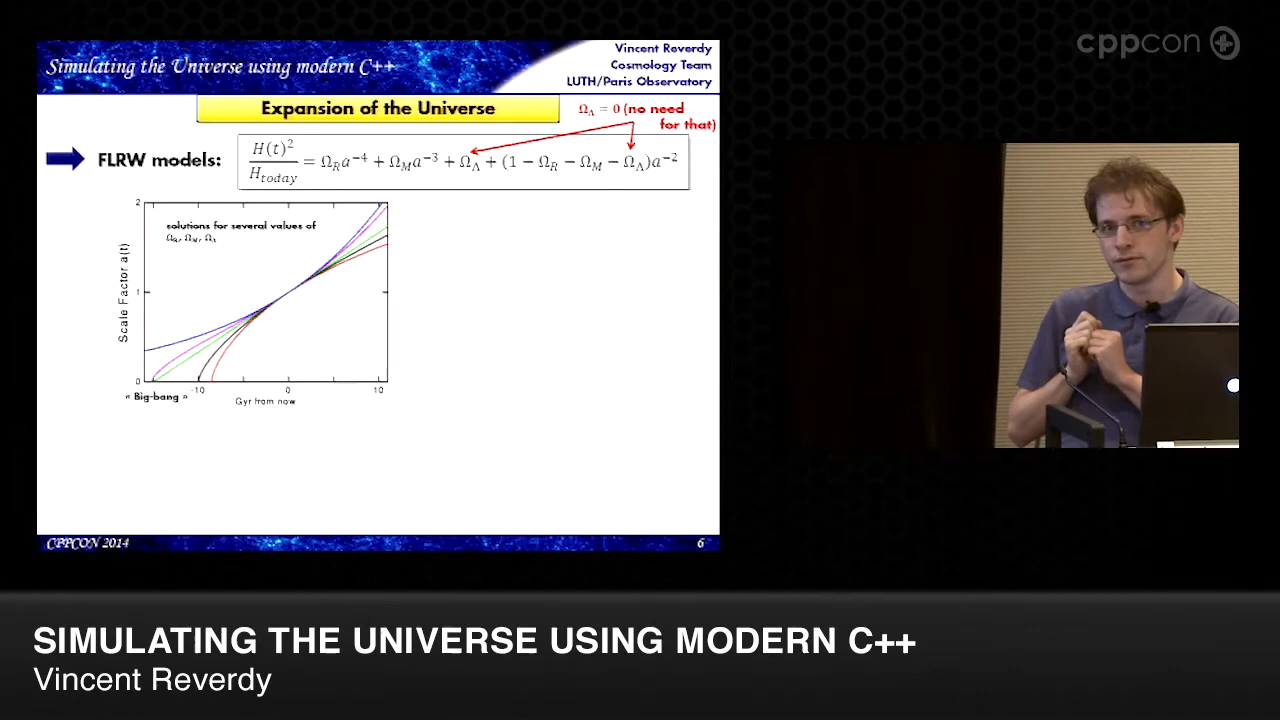 cppcon
Simulating the Universe using modern C++
Vincent Reverdy
Cosmology Team
LUTH/Paris Observatory
Expansion of the Universe
Ω_Λ = 0 (no need
for that)
FLRW models:
H(t)²/H_today = Ω_R a⁻⁴ + Ω_M a⁻³ + Ω_Λ + (1 − Ω_R − Ω_M − Ω_Λ)a⁻²
solutions for several values of
Ω_R, Ω_M, Ω_Λ
Scale Factor a(t)
2
1
0
-10 0 10
« Big-bang »
Gyr from now
CPPCON 2014
6
SIMULATING THE UNIVERSE USING MODERN C++
Vincent Reverdy